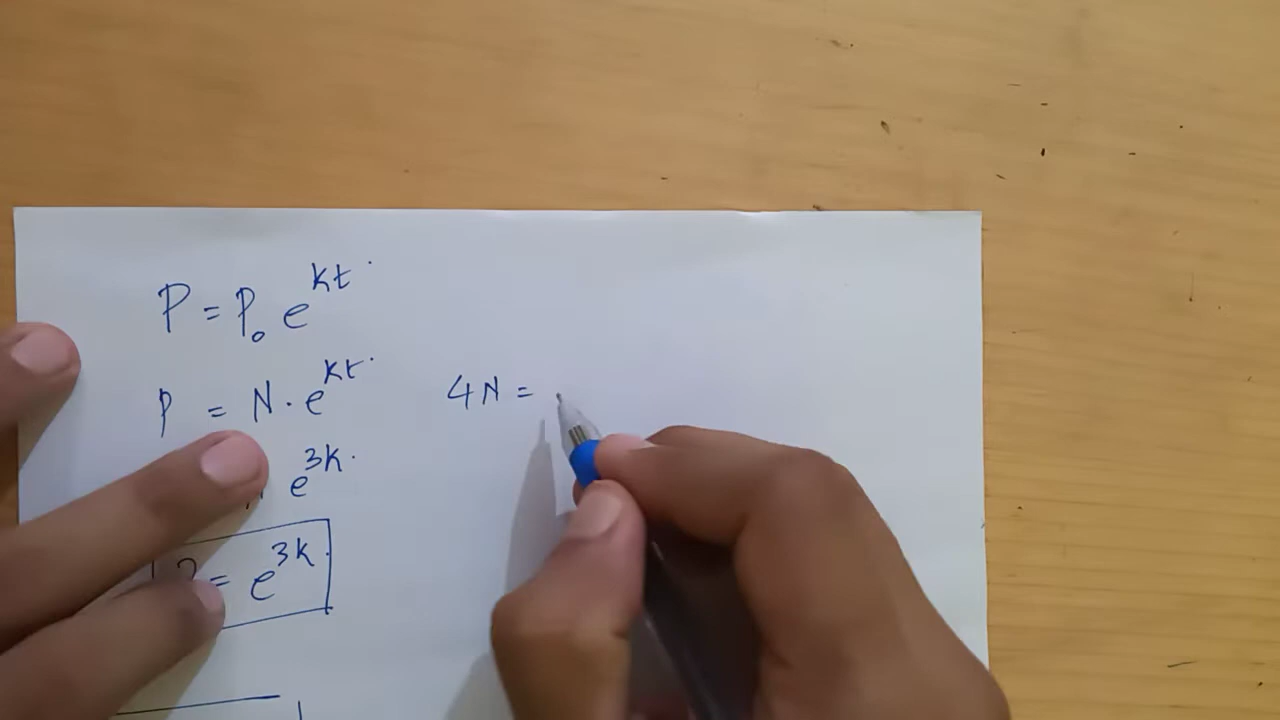 P = P₀ e^{kt}
P = N · e^{kt}
4N =
e^{3k}
= e^{3k}